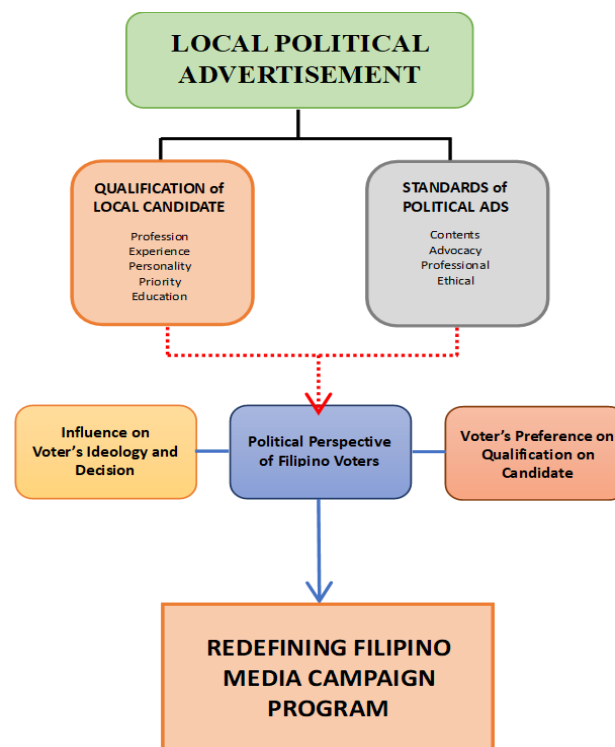 LOCAL POLITICAL
ADVERTISEMENT
QUALIFICATION of
LOCAL CANDIDATE
Profession
Experience
Personality
Priority
Education
STANDARDS of
POLITICAL ADS
Contents
Advocacy
Professional
Ethical
Influence on
Voter's Ideology and
Decision
Political Perspective
of Filipino Voters
Voter's Preference on
Qualification on
Candidate
REDEFINING FILIPINO
MEDIA CAMPAIGN
PROGRAM